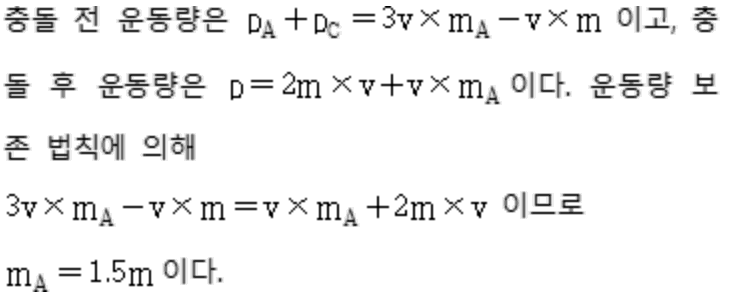 충돌 전 운동량은 p_A+p_C=3v×m_A−v×m 이고, 충
돌 후 운동량은 p=2m×v+v×m_A 이다. 운동량 보
존 법칙에 의해
3v×m_A−v×m=v×m_A+2m×v 이므로
m_A=1.5m 이다.